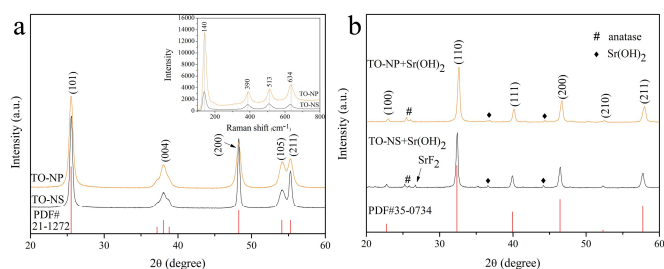 a
Intensity (a.u.)
(101)
(004)
(200)
(105)
(211)
TO-NP
TO-NS
PDF#
21-1272
20 30 40 50 60
2θ (degree)
Intensity
16000
14000
12000
10000
8000
6000
4000
2000
0
140
390
513
634
TO-NP
TO-NS
200 400 600 800
Raman shift /cm⁻¹,
b
Intensity (a.u.)
# anatase
♦ Sr(OH)₂
TO-NP+Sr(OH)₂
(100)
#
(110)
♦
(111)
♦
(200)
(210)
(211)
TO-NS+Sr(OH)₂
#
SrF₂
♦
♦
PDF#35-0734
20 30 40 50 60
2θ (degree)